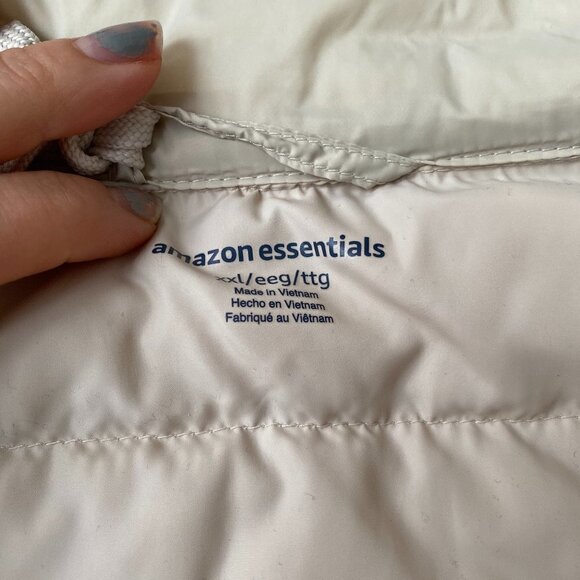 amazon essentials
xxl/eeg/ttg
Made in Vietnam
Hecho en Vietnam
Fabriqué au Viêtnam